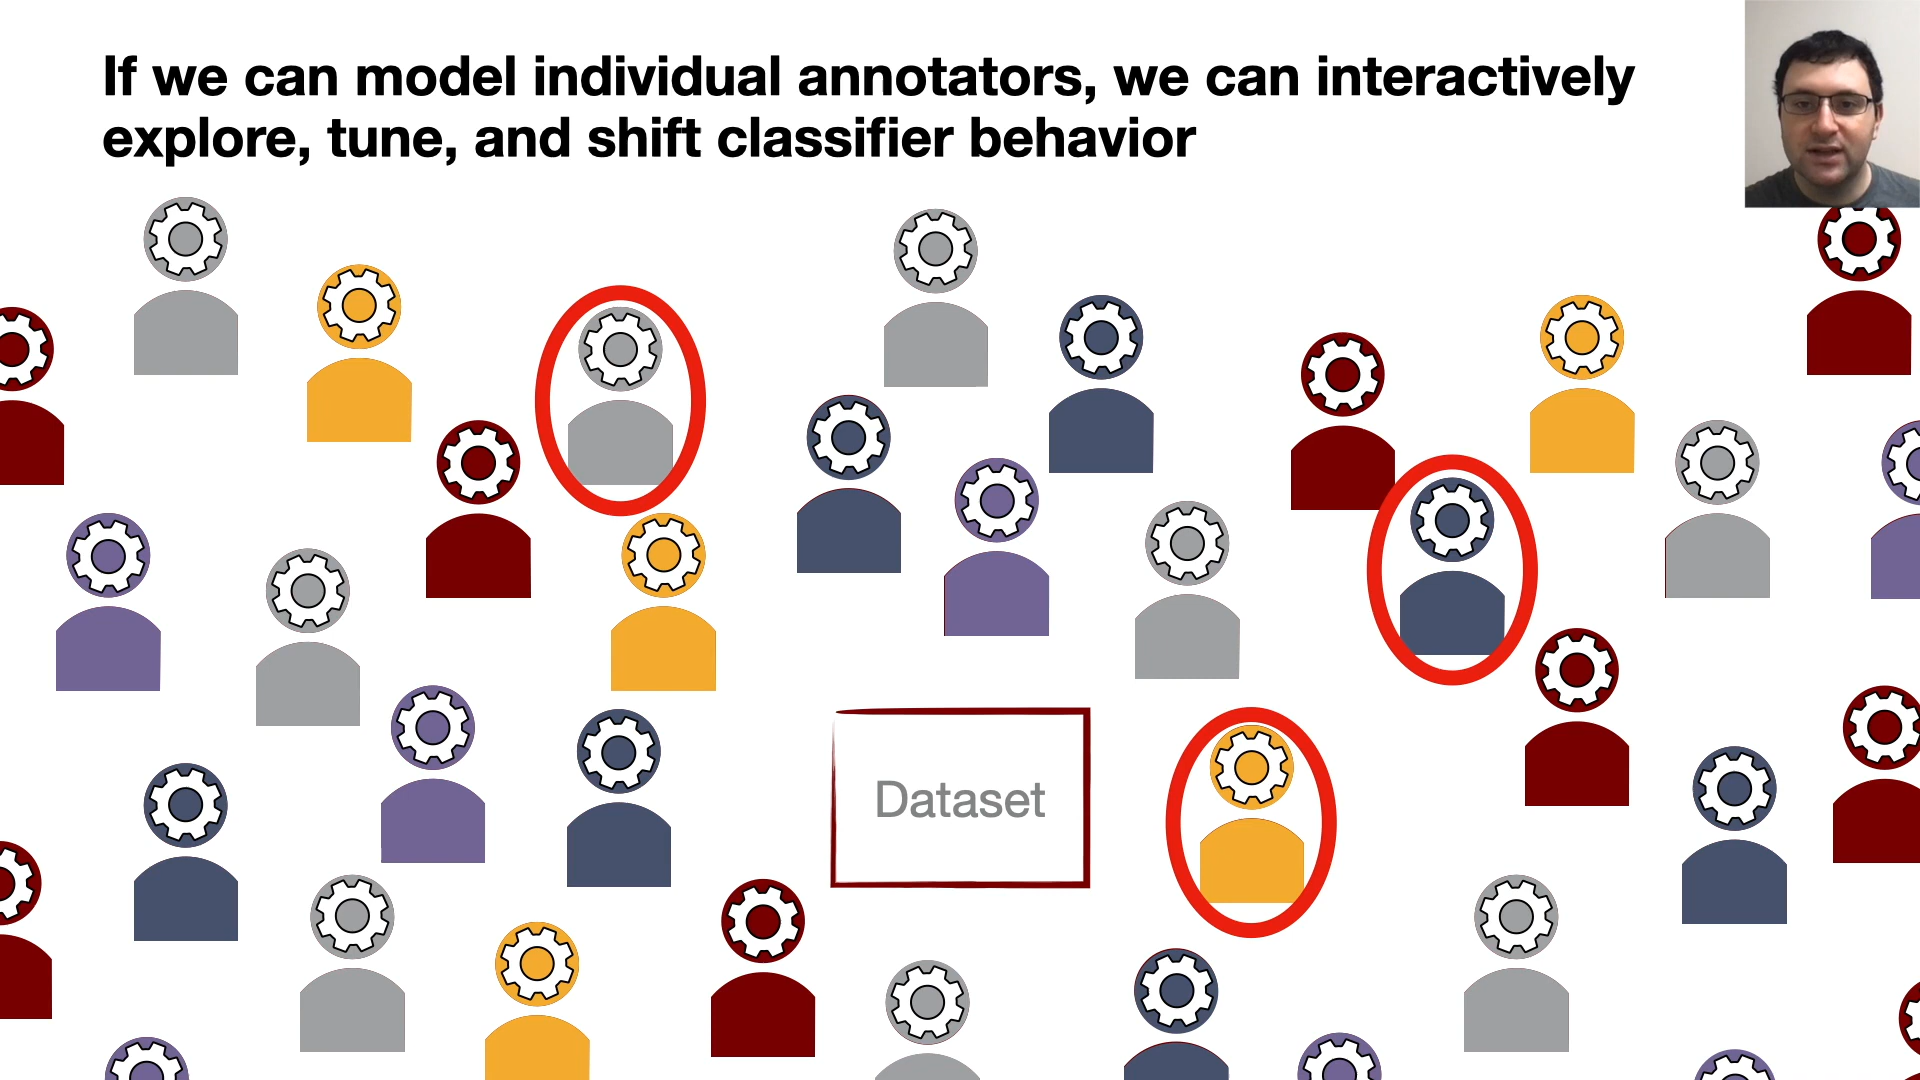 If we can model individual annotators, we can interactively
explore, tune, and shift classifier behavior
Dataset